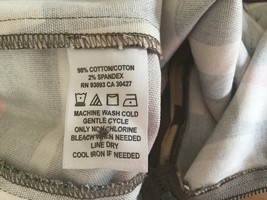 98% COTTON/COTON
2% SPANDEX
RN 93093 CA 30427
MACHINE WASH COLD
GENTLE CYCLE
ONLY NON-CHLORINE
BLEACH WHEN NEEDED
LINE DRY
COOL IRON IF NEEDED